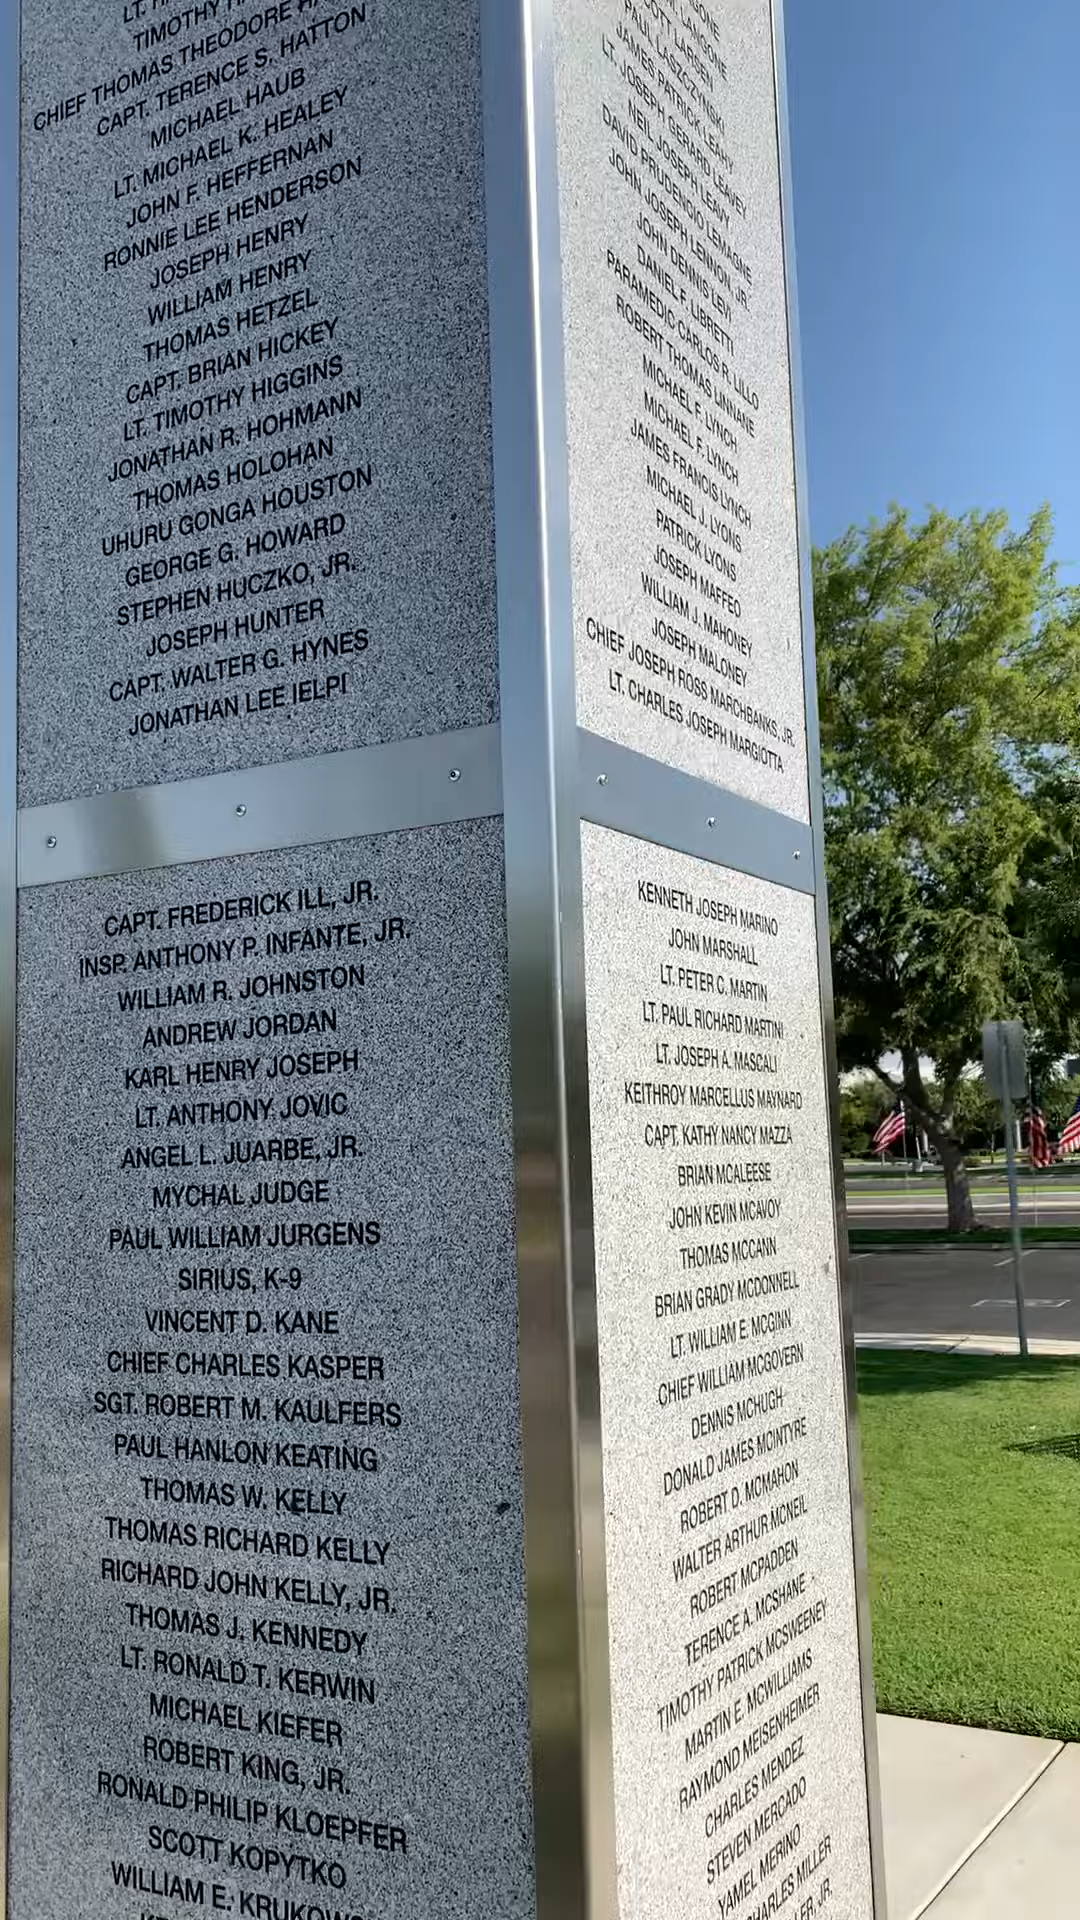 LT.
TIMOTHY
CHIEF THOMAS THEODORE
CAPT. TERENCE S. HATTON
MICHAEL HAUB
LT. MICHAEL K. HEALEY
JOHN F. HEFFERNAN
RONNIE LEE HENDERSON
JOSEPH HENRY
WILLIAM HENRY
THOMAS HETZEL
CAPT. BRIAN HICKEY
LT. TIMOTHY HIGGINS
JONATHAN R. HOHMANN
THOMAS HOLOHAN
UHURU GONGA HOUSTON
GEORGE G. HOWARD
STEPHEN HUCZKO, JR.
JOSEPH HUNTER
CAPT. WALTER G. HYNES
JONATHAN LEE IELPI
CAPT. FREDERICK ILL, JR.
INSP. ANTHONY P. INFANTE, JR.
WILLIAM R. JOHNSTON
ANDREW JORDAN
KARL HENRY JOSEPH
LT. ANTHONY JOVIC
ANGEL L. JUARBE, JR.
MYCHAL JUDGE
PAUL WILLIAM JURGENS
SIRIUS, K-9
VINCENT D. KANE
CHIEF CHARLES KASPER
SGT. ROBERT M. KAULFERS
PAUL HANLON KEATING
THOMAS W. KELLY
THOMAS RICHARD KELLY
RICHARD JOHN KELLY, JR.
THOMAS J. KENNEDY
LT. RONALD T. KERWIN
MICHAEL KIEFER
ROBERT KING, JR.
RONALD PHILIP KLOEPFER
SCOTT KOPYTKO
WILLIAM E.
LANGONE
SCOTT LARSEN
PAUL LASZCZYNSKI
JAMES PATRICK LEAHY
LT. JOSEPH GERARD LEAVEY
NEIL JOSEPH LEAVY
DAVID PRUDENCIO LEMAGNE
JOHN JOSEPH LENNON, JR.
JOHN DENNIS LEVI
DANIEL F. LIBRETTI
PARAMEDIC CARLOS R. LILLO
ROBERT THOMAS LINNANE
MICHAEL F. LYNCH
MICHAEL F. LYNCH
JAMES FRANCIS LYNCH
MICHAEL J. LYONS
PATRICK LYONS
JOSEPH MAFFEO
WILLIAM J. MAHONEY
JOSEPH MALONEY
CHIEF JOSEPH ROSS MARCHBANKS, JR.
LT. CHARLES JOSEPH MARGIOTTA
KENNETH JOSEPH MARINO
JOHN MARSHALL
LT. PETER C. MARTIN
LT. PAUL RICHARD MARTINI
LT. JOSEPH A. MASCALI
KEITHROY MARCELLUS MAYNARD
CAPT. KATHY NANCY MAZZA
BRIAN MCALEESE
JOHN KEVIN MCAVOY
THOMAS MCCANN
BRIAN GRADY MCDONNELL
LT. WILLIAM E. MCGINN
CHIEF WILLIAM MCGOVERN
DENNIS MCHUGH
DONALD JAMES MCINTYRE
ROBERT D. MCMAHON
WALTER ARTHUR MCNEIL
ROBERT MCPADDEN
TERENCE A. MCSHANE
TIMOTHY PATRICK MCSWEENEY
MARTIN E. MCWILLIAMS
RAYMOND MEISENHEIMER
CHARLES MENDEZ
STEVEN MERCADO
YAMEL MERINO
CHARLES MILLER
JR.